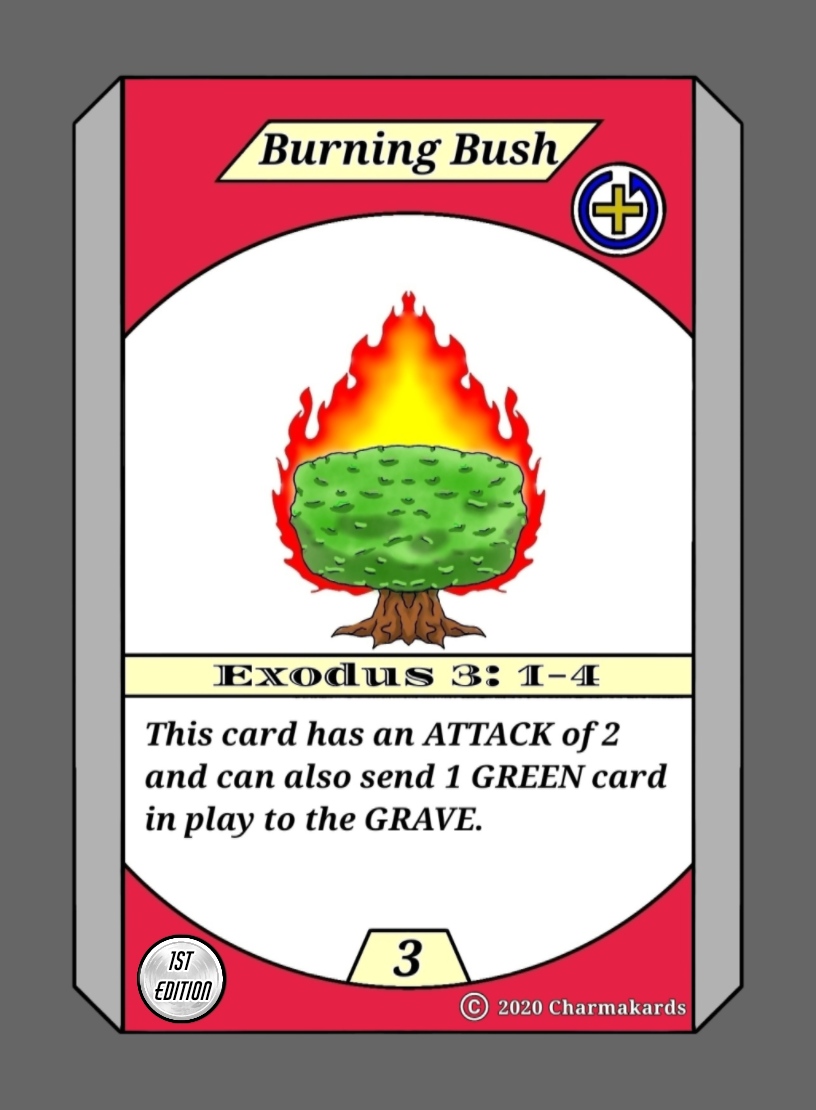 Burning Bush
Exodus 3: 1-4
This card has an ATTACK of 2
and can also send 1 GREEN card
in play to the GRAVE.
3
1ST
EDITION
© 2020 Charmakards